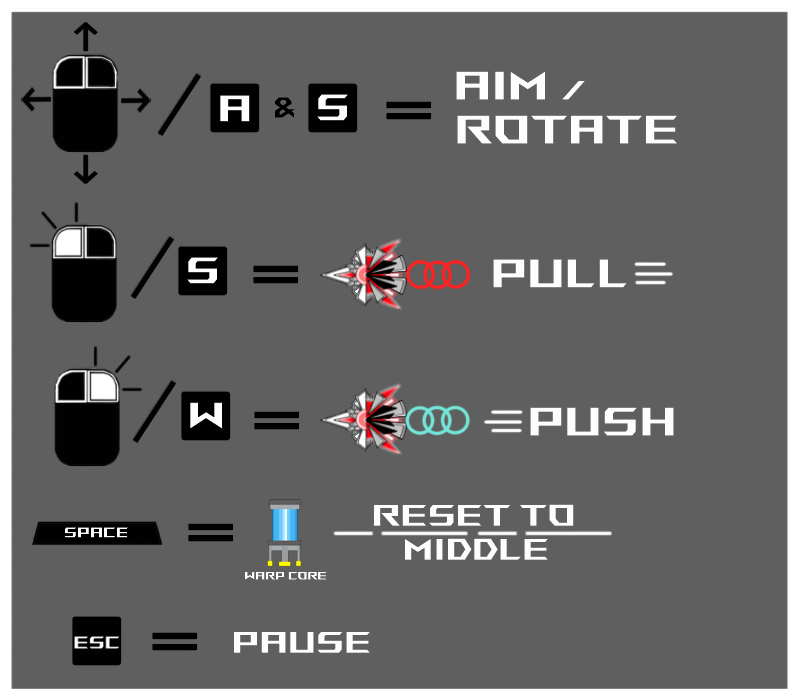 / A & S = AIM /
ROTATE
/ S = PULL
/ W = PUSH
SPACE = RESET TO
MIDDLE
WARP CORE
ESC = PAUSE